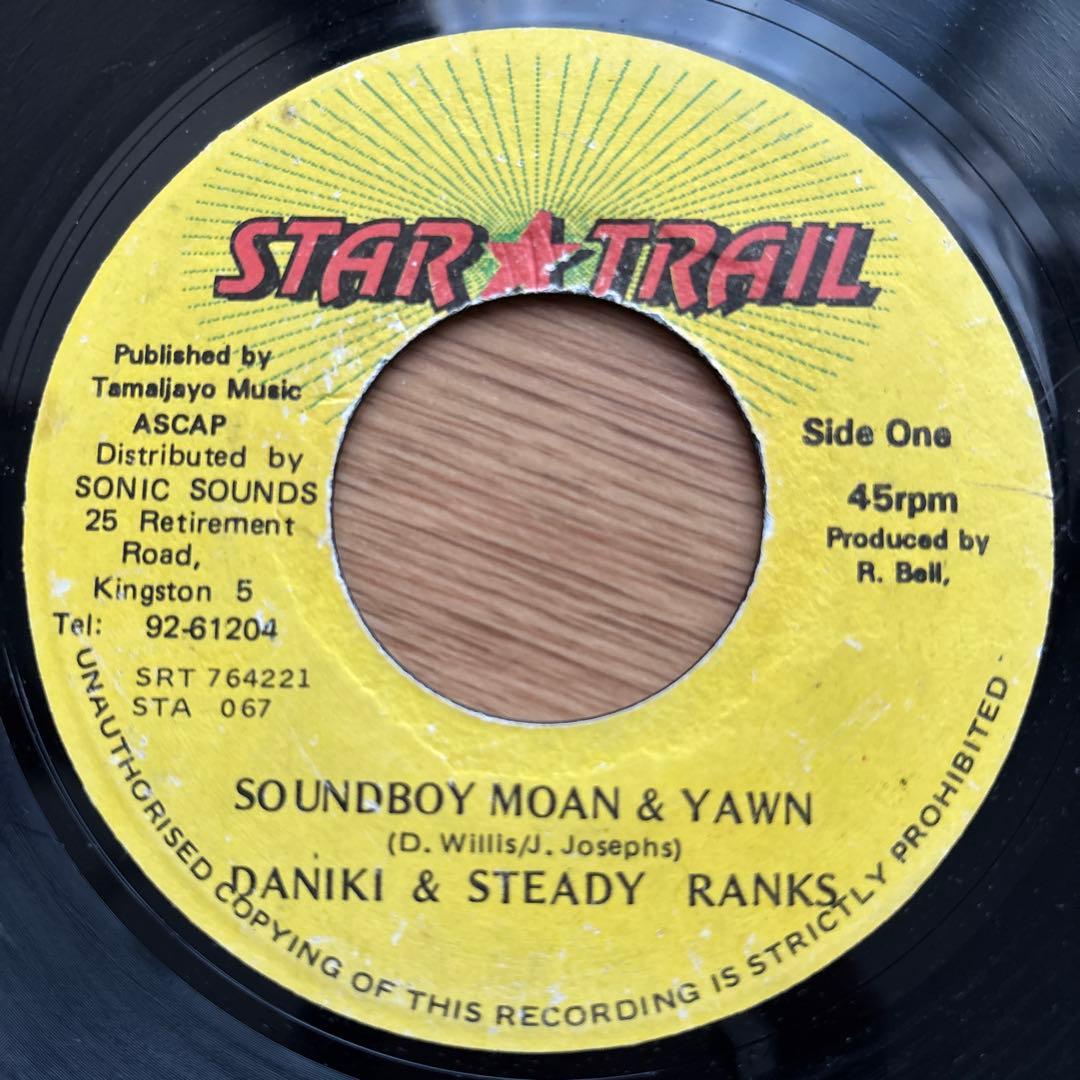 STAR TRAIL
Published by
Tamaljayo Music
ASCAP
Distributed by
SONIC SOUNDS
25 Retirement
Road,
Kingston 5
Tel: 92-61204
SRT 764221
STA 067
Side One
45rpm
Produced by
R. Bell,
SOUNDBOY MOAN & YAWN
(D. Willis/J. Josephs)
DANIKI & STEADY RANKS
UNAUTHORISED COPYING OF THIS RECORDING IS STRICTLY PROHIBITED